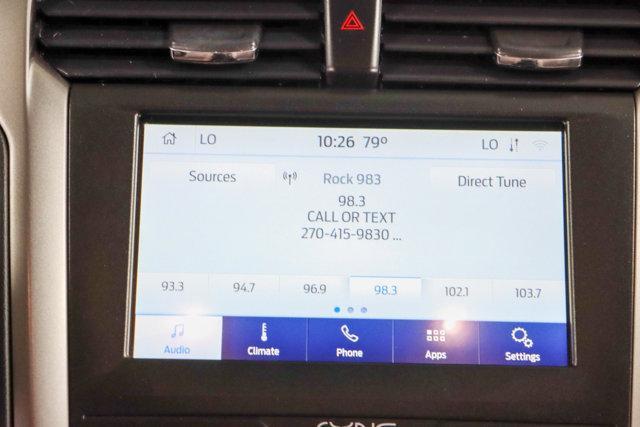 LO 10:26 79° LO
Sources Rock 983 Direct Tune
98.3
CALL OR TEXT
270-415-9830 ...
93.3 94.7 96.9 98.3 102.1 103.7
Audio Climate Phone Apps Settings
SYNC